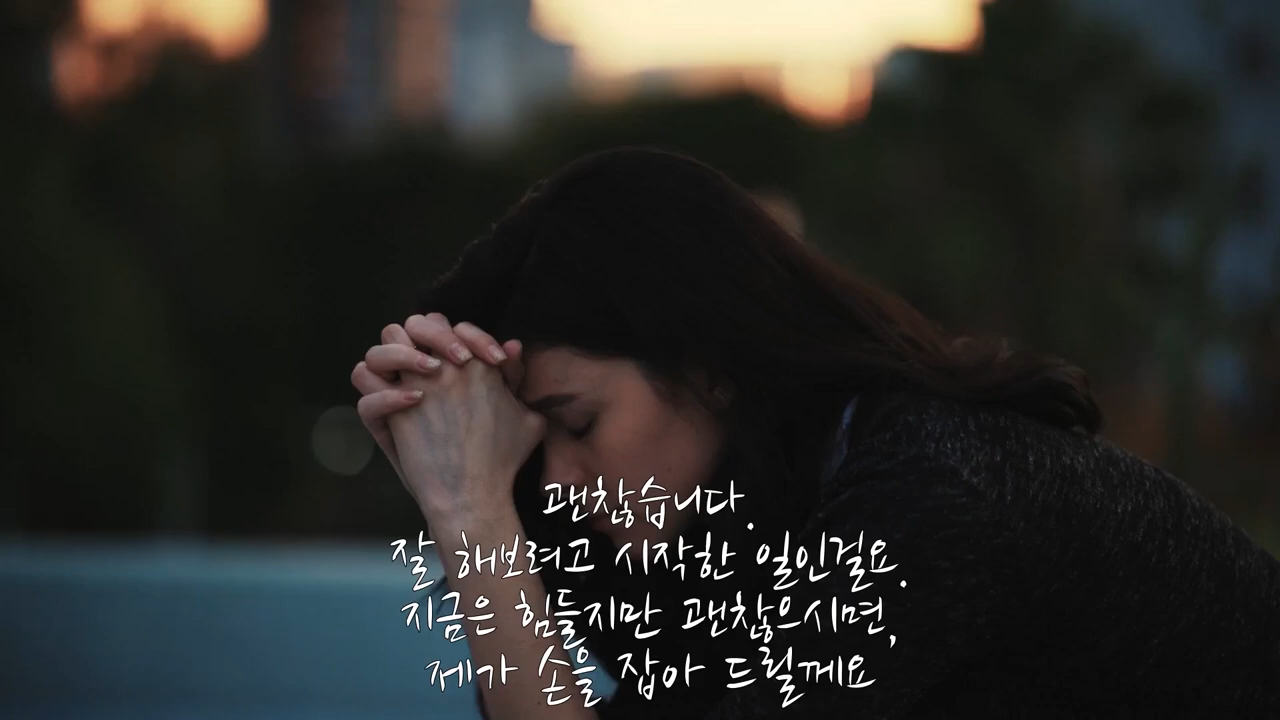 괜찮습니다.
잘 해보려고 시작한 일인걸요.
지금은 힘들지만 괜찮으시면,
제가 손을 잡아 드릴께요